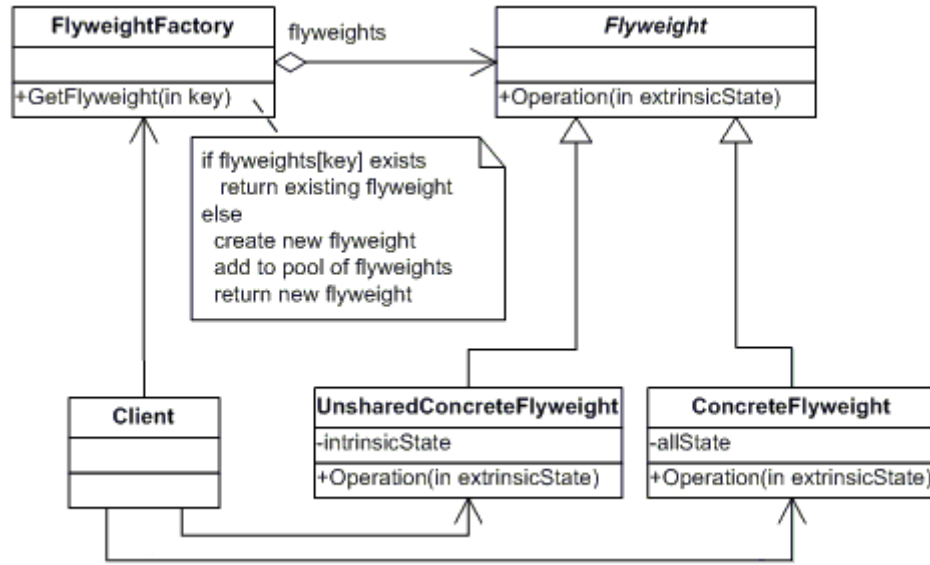 FlyweightFactory
+GetFlyweight(in key)
flyweights
Flyweight
+Operation(in extrinsicState)
if flyweights[key] exists
return existing flyweight
else
create new flyweight
add to pool of flyweights
return new flyweight
Client
UnsharedConcreteFlyweight
-intrinsicState
+Operation(in extrinsicState)
ConcreteFlyweight
-allState
+Operation(in extrinsicState)